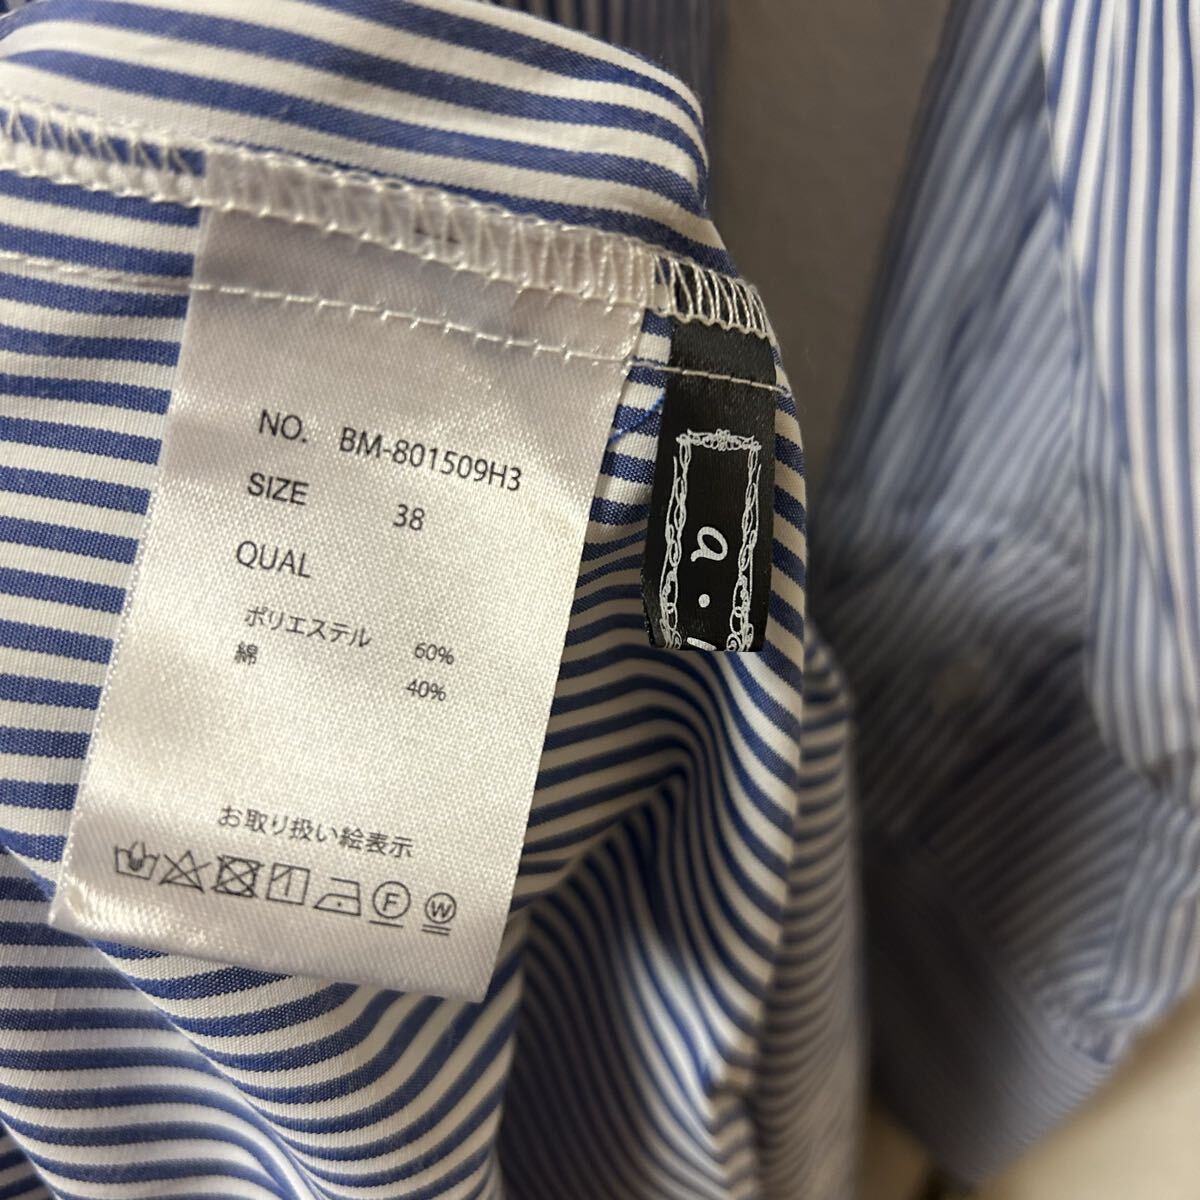 NO. BM-801509H3
SIZE 38
QUAL
ポリエステル 60%
綿 40%
お取り扱い絵表示
F W
a.